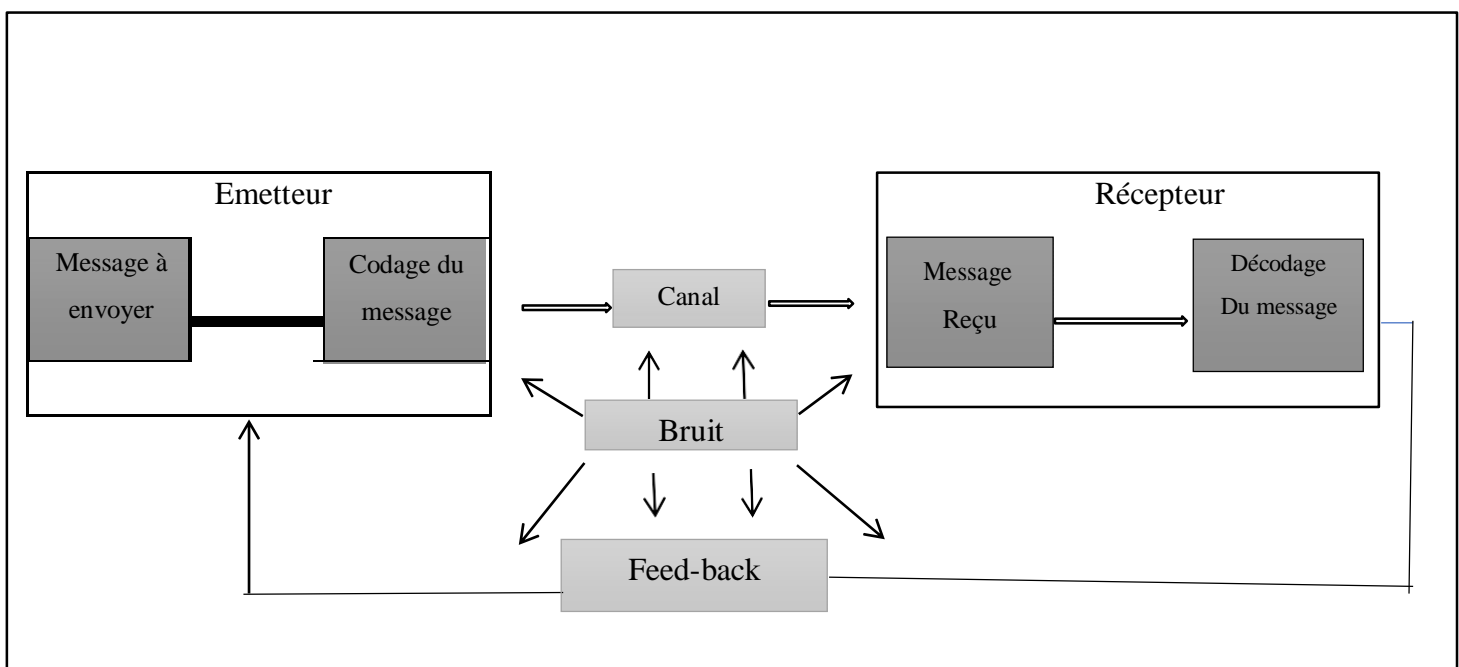 Emetteur
Message à
envoyer
Codage du
message
Canal
Récepteur
Message
Reçu
Décodage
Du message
Bruit
Feed-back